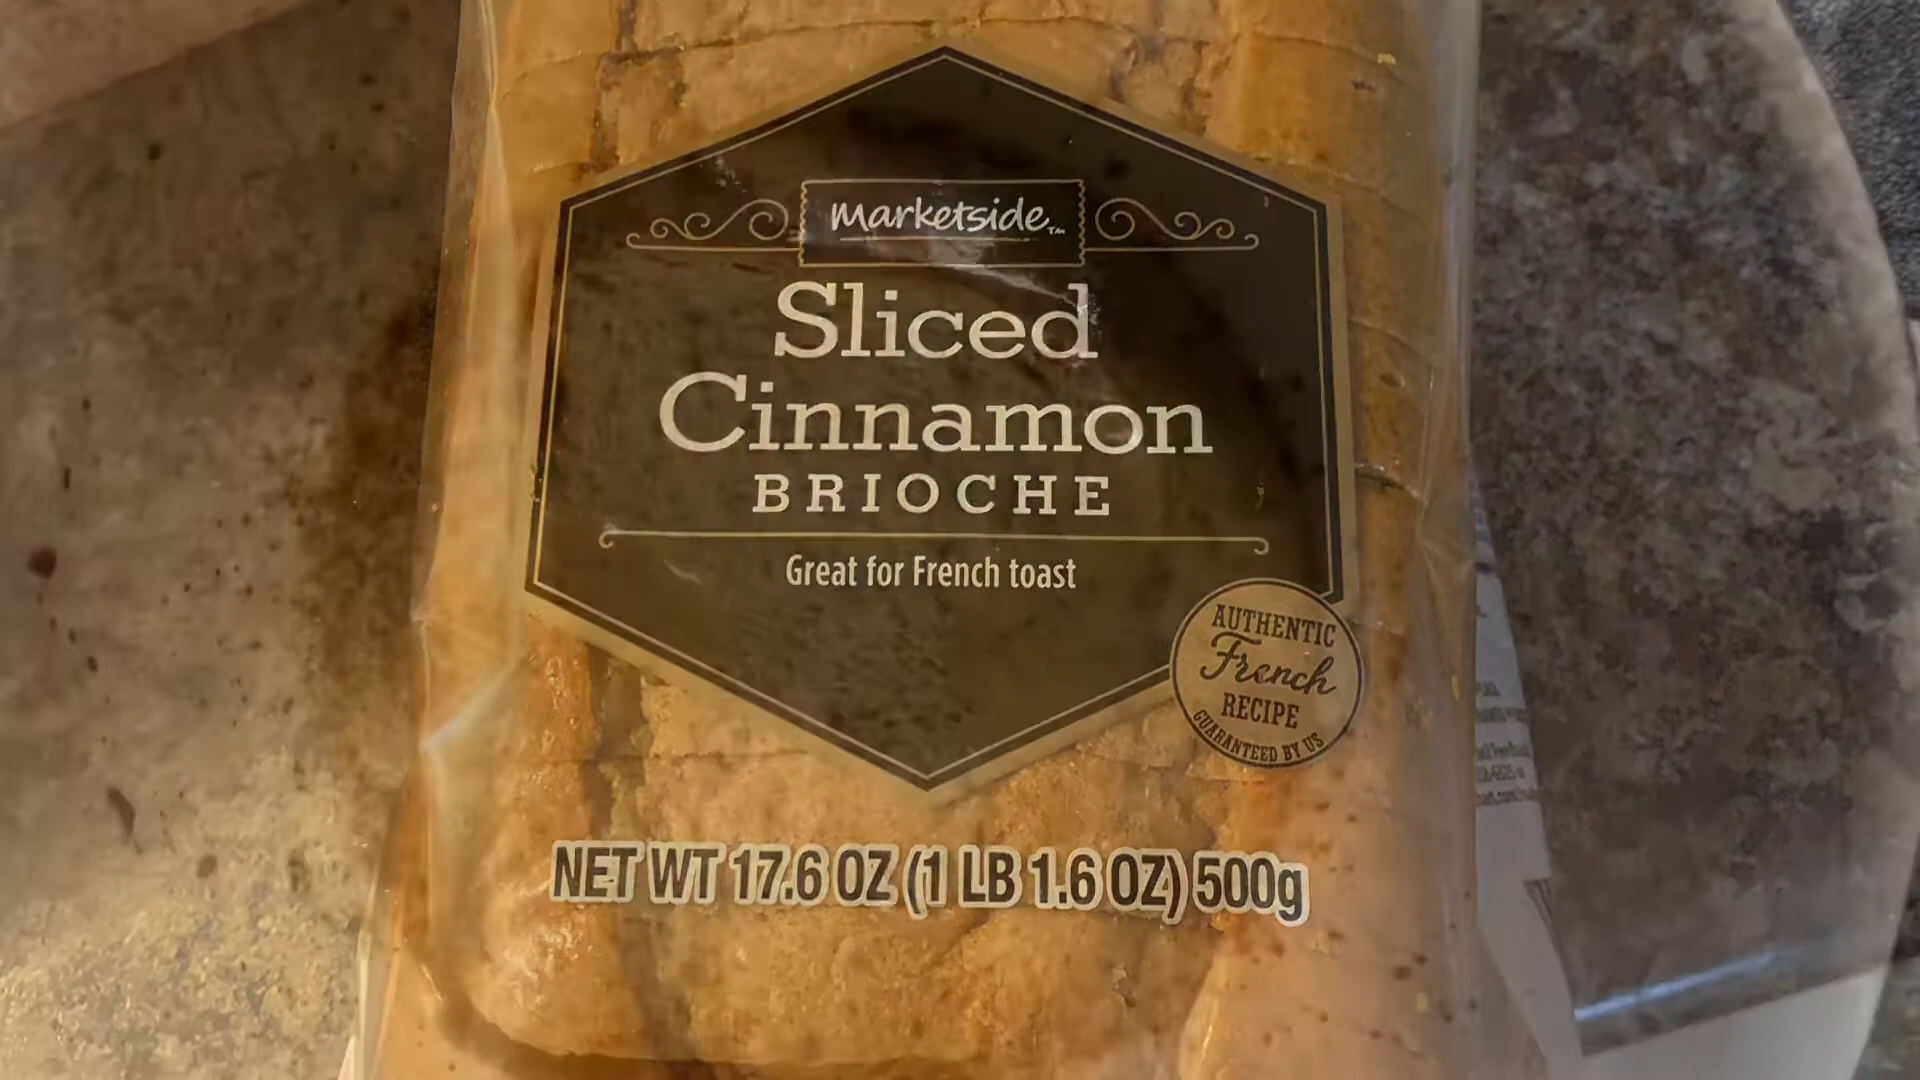 Marketside™
Sliced
Cinnamon
BRIOCHE
Great for French toast
AUTHENTIC
French
RECIPE
GUARANTEED BY US
NET WT 17.6 OZ (1 LB 1.6 OZ) 500g